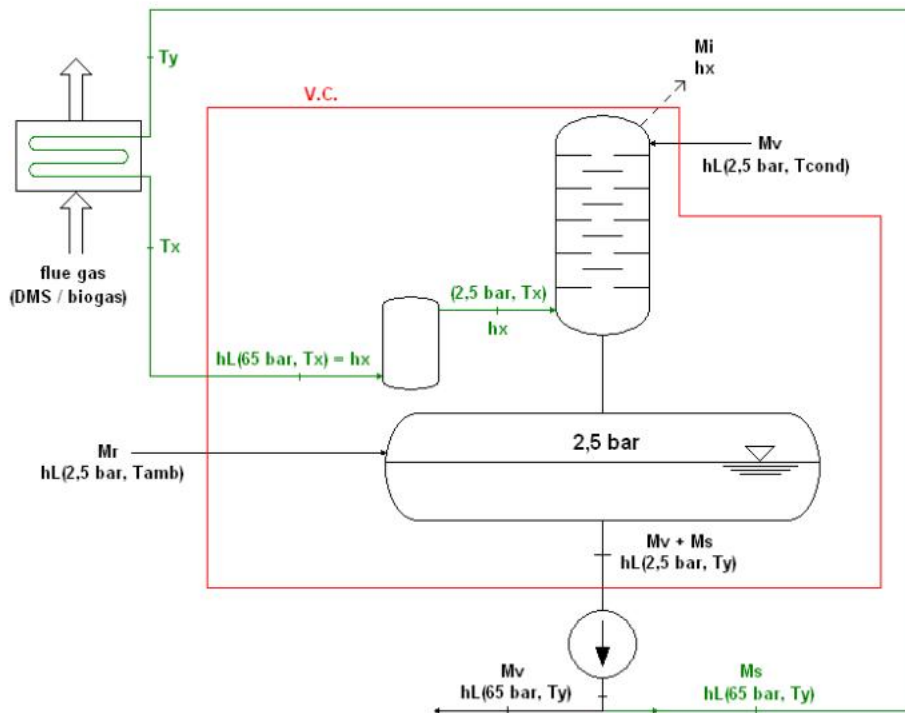 Ty
Mi
hx
V.C.
Mv
hL(2,5 bar, Tcond)
Tx
flue gas
(DMS / biogas)
(2,5 bar, Tx)
hx
hL(65 bar, Tx) = hx
2,5 bar
Mr
hL(2,5 bar, Tamb)
Mv + Ms
hL(2,5 bar, Ty)
Mv
hL(65 bar, Ty)
Ms
hL(65 bar, Ty)